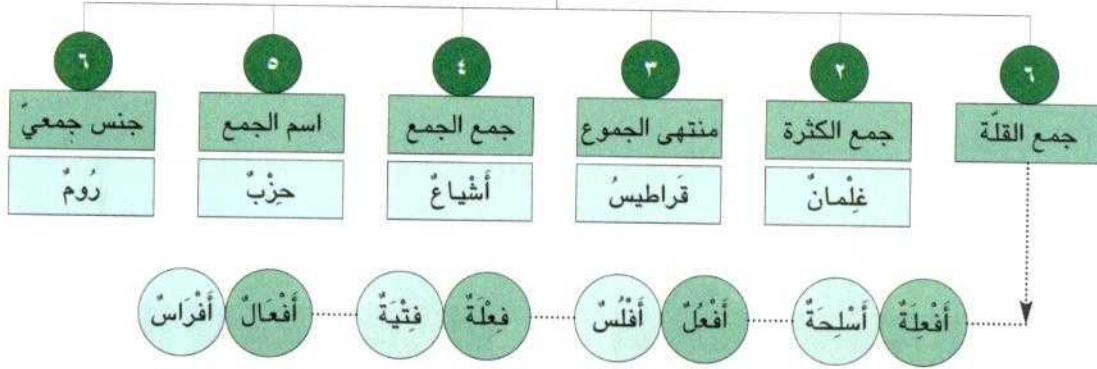 ٦ ٢ ٣ ٤ ٥ ٦
جمع القلّة جمع الكثرة منتهى الجموع جمع الجمع اسم الجمع جنس جمعيّ
غِلْمانٌ قَراطيسُ أَشْياعٌ حِزْبٌ رُومٌ
أَفْعِلَةٌ أَسْلِحَةٌ أَفْعُلٌ أَفْلُسٌ فِعْلَةٌ فِتْيَةٌ أَفْعَالٌ أَفْرَاسٌ